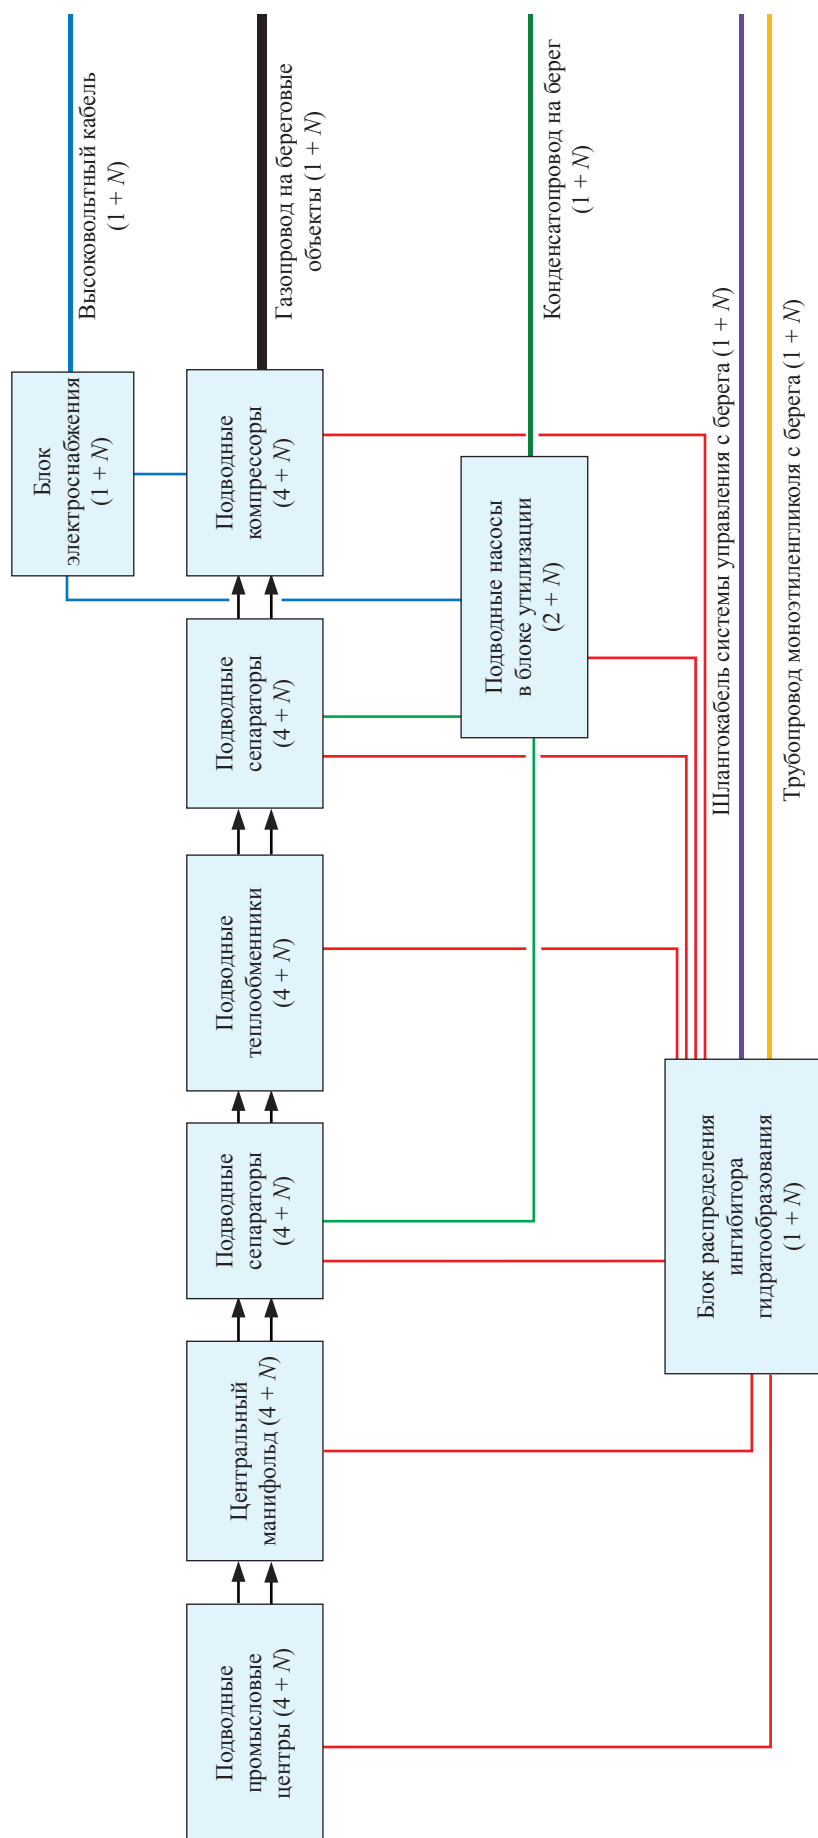 Высоковольтный кабель
(1 + N)
Газопровод на береговые
объекты (1 + N)
Конденсатопровод на берег
(1 + N)
Шлангокабель системы управления с берега (1 + N)
Трубопровод моноэтиленгликоля с берега (1 + N)
Блок
электроснабжения
(1 + N)
Подводные
компрессоры
(4 + N)
Подводные насосы
в блоке утилизации
(2 + N)
Подводные
сепараторы
(4 + N)
Подводные
теплообменники
(4 + N)
Подводные
сепараторы
(4 + N)
Центральный
манифольд (4 + N)
Подводные
промысловые
центры (4 + N)
Блок распределения
ингибитора
гидратообразования
(1 + N)